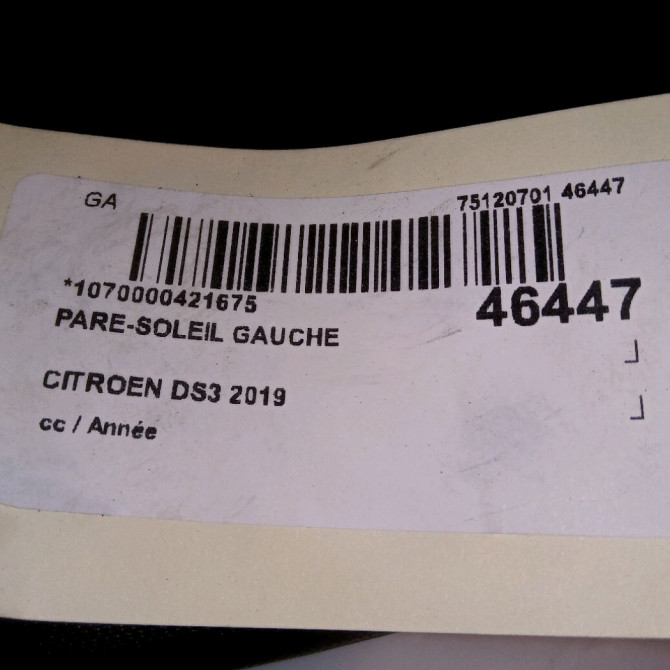 GA 75120701 46447
*1070000421675 46447
PARE-SOLEIL GAUCHE
CITROEN DS3 2019
cc / Année